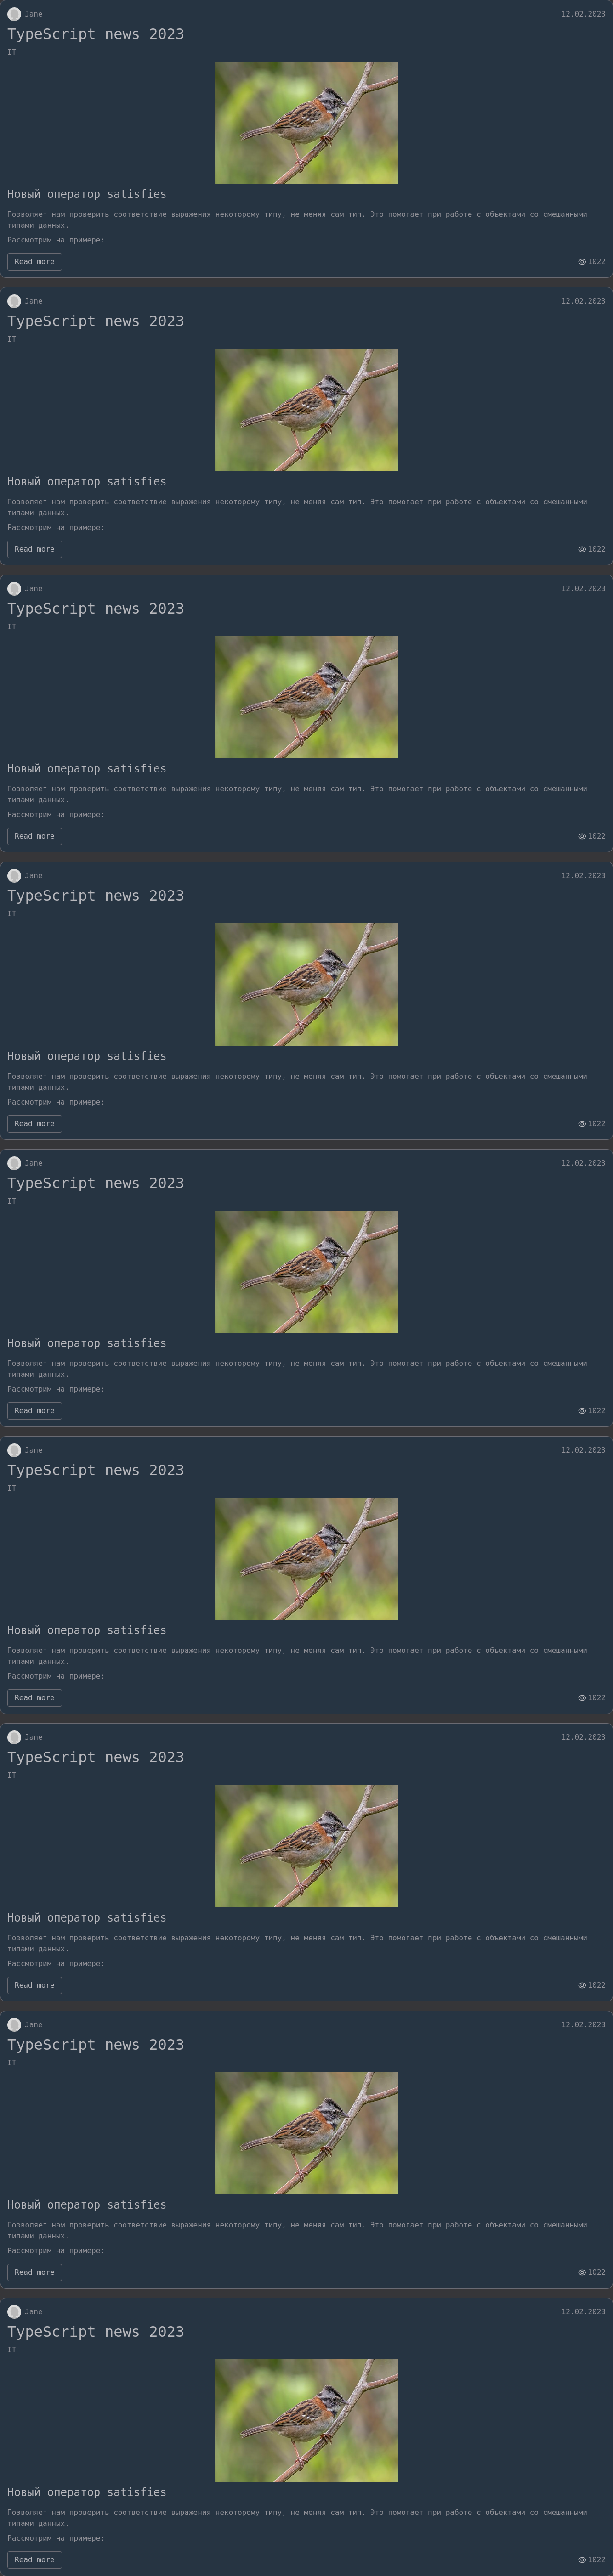 Jane 12.02.2023
TypeScript news 2023
IT
Новый оператор satisfies
Позволяет нам проверить соответствие выражения некоторому типу, не меняя сам тип. Это помогает при работе с объектами со смешанными
типами данных.
Рассмотрим на примере:
Read more 1022
Jane 12.02.2023
TypeScript news 2023
IT
Новый оператор satisfies
Позволяет нам проверить соответствие выражения некоторому типу, не меняя сам тип. Это помогает при работе с объектами со смешанными
типами данных.
Рассмотрим на примере:
Read more 1022
Jane 12.02.2023
TypeScript news 2023
IT
Новый оператор satisfies
Позволяет нам проверить соответствие выражения некоторому типу, не меняя сам тип. Это помогает при работе с объектами со смешанными
типами данных.
Рассмотрим на примере:
Read more 1022
Jane 12.02.2023
TypeScript news 2023
IT
Новый оператор satisfies
Позволяет нам проверить соответствие выражения некоторому типу, не меняя сам тип. Это помогает при работе с объектами со смешанными
типами данных.
Рассмотрим на примере:
Read more 1022
Jane 12.02.2023
TypeScript news 2023
IT
Новый оператор satisfies
Позволяет нам проверить соответствие выражения некоторому типу, не меняя сам тип. Это помогает при работе с объектами со смешанными
типами данных.
Рассмотрим на примере:
Read more 1022
Jane 12.02.2023
TypeScript news 2023
IT
Новый оператор satisfies
Позволяет нам проверить соответствие выражения некоторому типу, не меняя сам тип. Это помогает при работе с объектами со смешанными
типами данных.
Рассмотрим на примере:
Read more 1022
Jane 12.02.2023
TypeScript news 2023
IT
Новый оператор satisfies
Позволяет нам проверить соответствие выражения некоторому типу, не меняя сам тип. Это помогает при работе с объектами со смешанными
типами данных.
Рассмотрим на примере:
Read more 1022
Jane 12.02.2023
TypeScript news 2023
IT
Новый оператор satisfies
Позволяет нам проверить соответствие выражения некоторому типу, не меняя сам тип. Это помогает при работе с объектами со смешанными
типами данных.
Рассмотрим на примере:
Read more 1022
Jane 12.02.2023
TypeScript news 2023
IT
Новый оператор satisfies
Позволяет нам проверить соответствие выражения некоторому типу, не меняя сам тип. Это помогает при работе с объектами со смешанными
типами данных.
Рассмотрим на примере:
Read more 1022